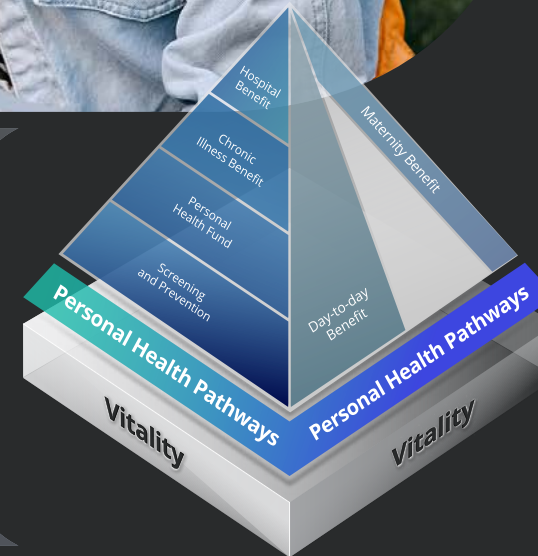 Hospital
Benefit
Chronic
Illness Benefit
Personal
Health Fund
Screening
and Prevention
Maternity Benefit
Day-to-day
Benefit
Personal Health Pathways
Personal Health Pathways
Vitality
Vitality